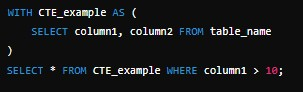 WITH CTE_example AS (
    SELECT column1, column2 FROM table_name
)
SELECT * FROM CTE_example WHERE column1 > 10;